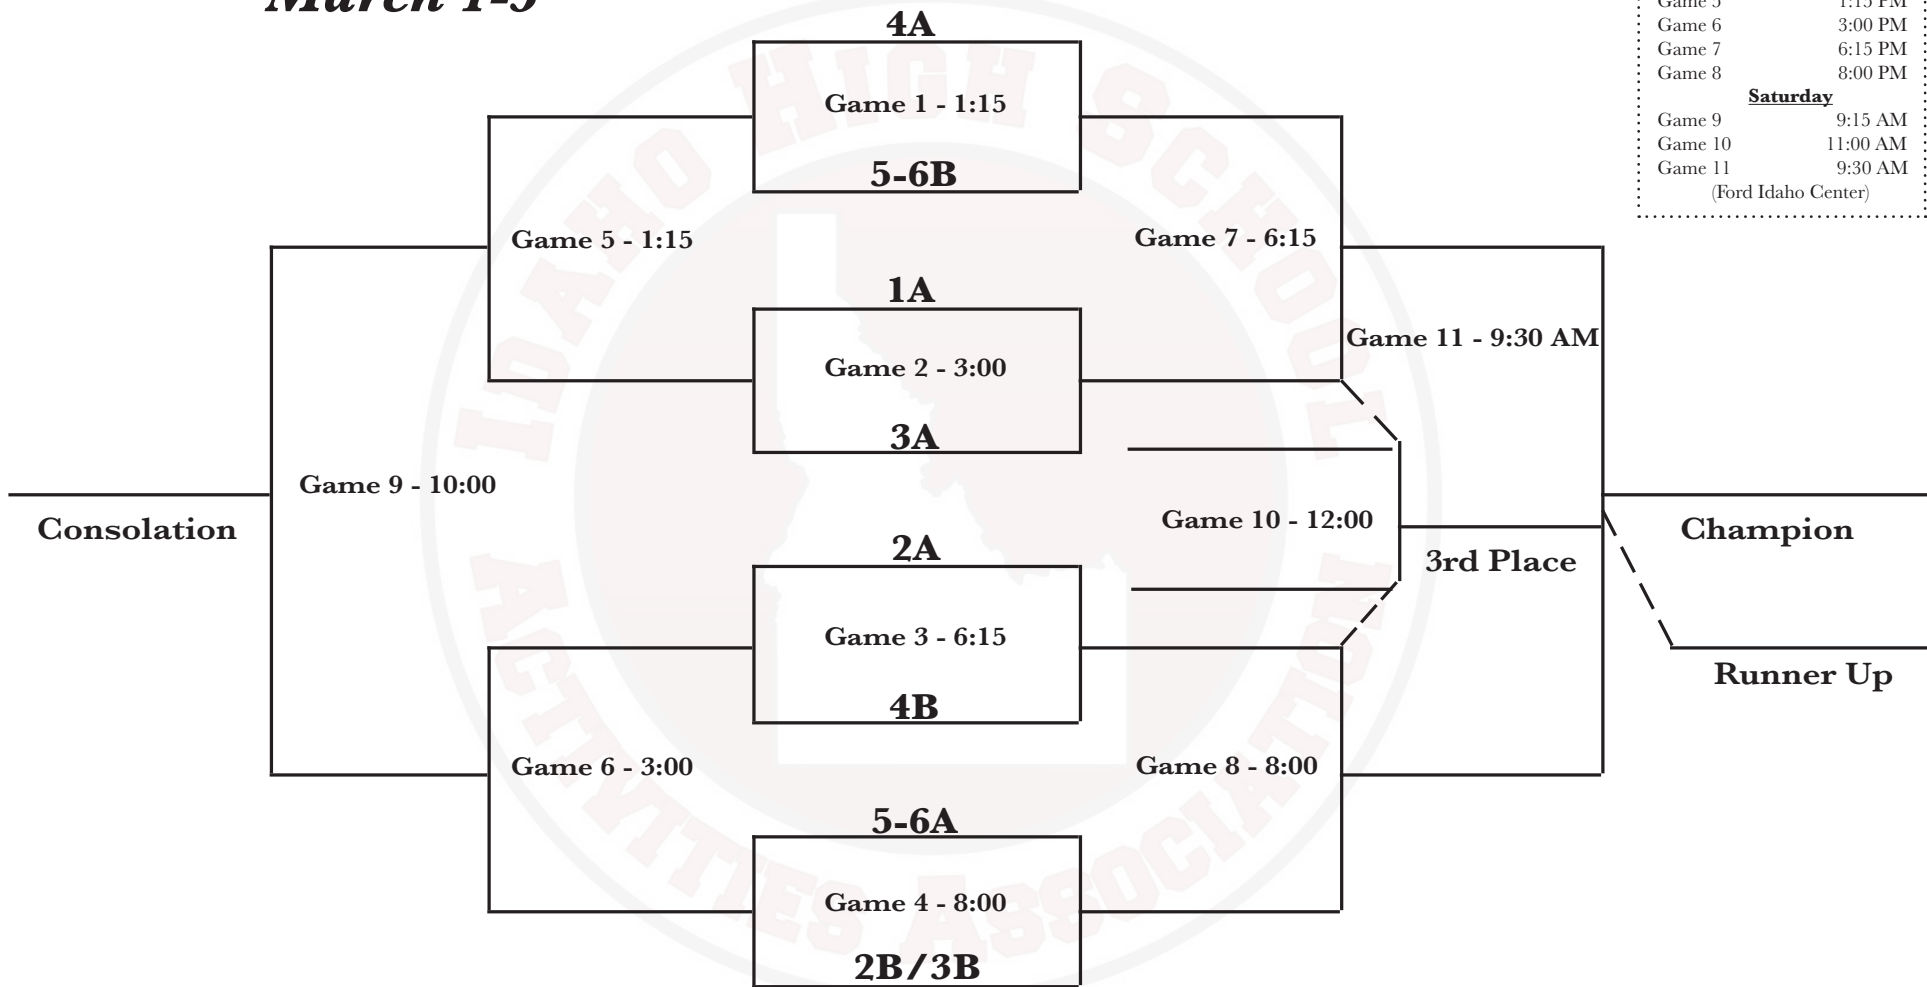 March 1-3
4A
Game 1 - 1:15
5-6B
Game 5 - 1:15
Game 7 - 6:15
1A
Game 2 - 3:00
3A
Game 11 - 9:30 AM
Game 9 - 10:00
Consolation
Game 10 - 12:00
3rd Place
Champion
2A
Game 3 - 6:15
4B
Runner Up
Game 6 - 3:00
Game 8 - 8:00
5-6A
Game 4 - 8:00
2B/3B
Game 5 1:15 PM
Game 6 3:00 PM
Game 7 6:15 PM
Game 8 8:00 PM
Saturday
Game 9 9:15 AM
Game 10 11:00 AM
Game 11 9:30 AM
(Ford Idaho Center)
IDAHO HIGH SCHOOL
ACTIVITIES ASSOCIATION